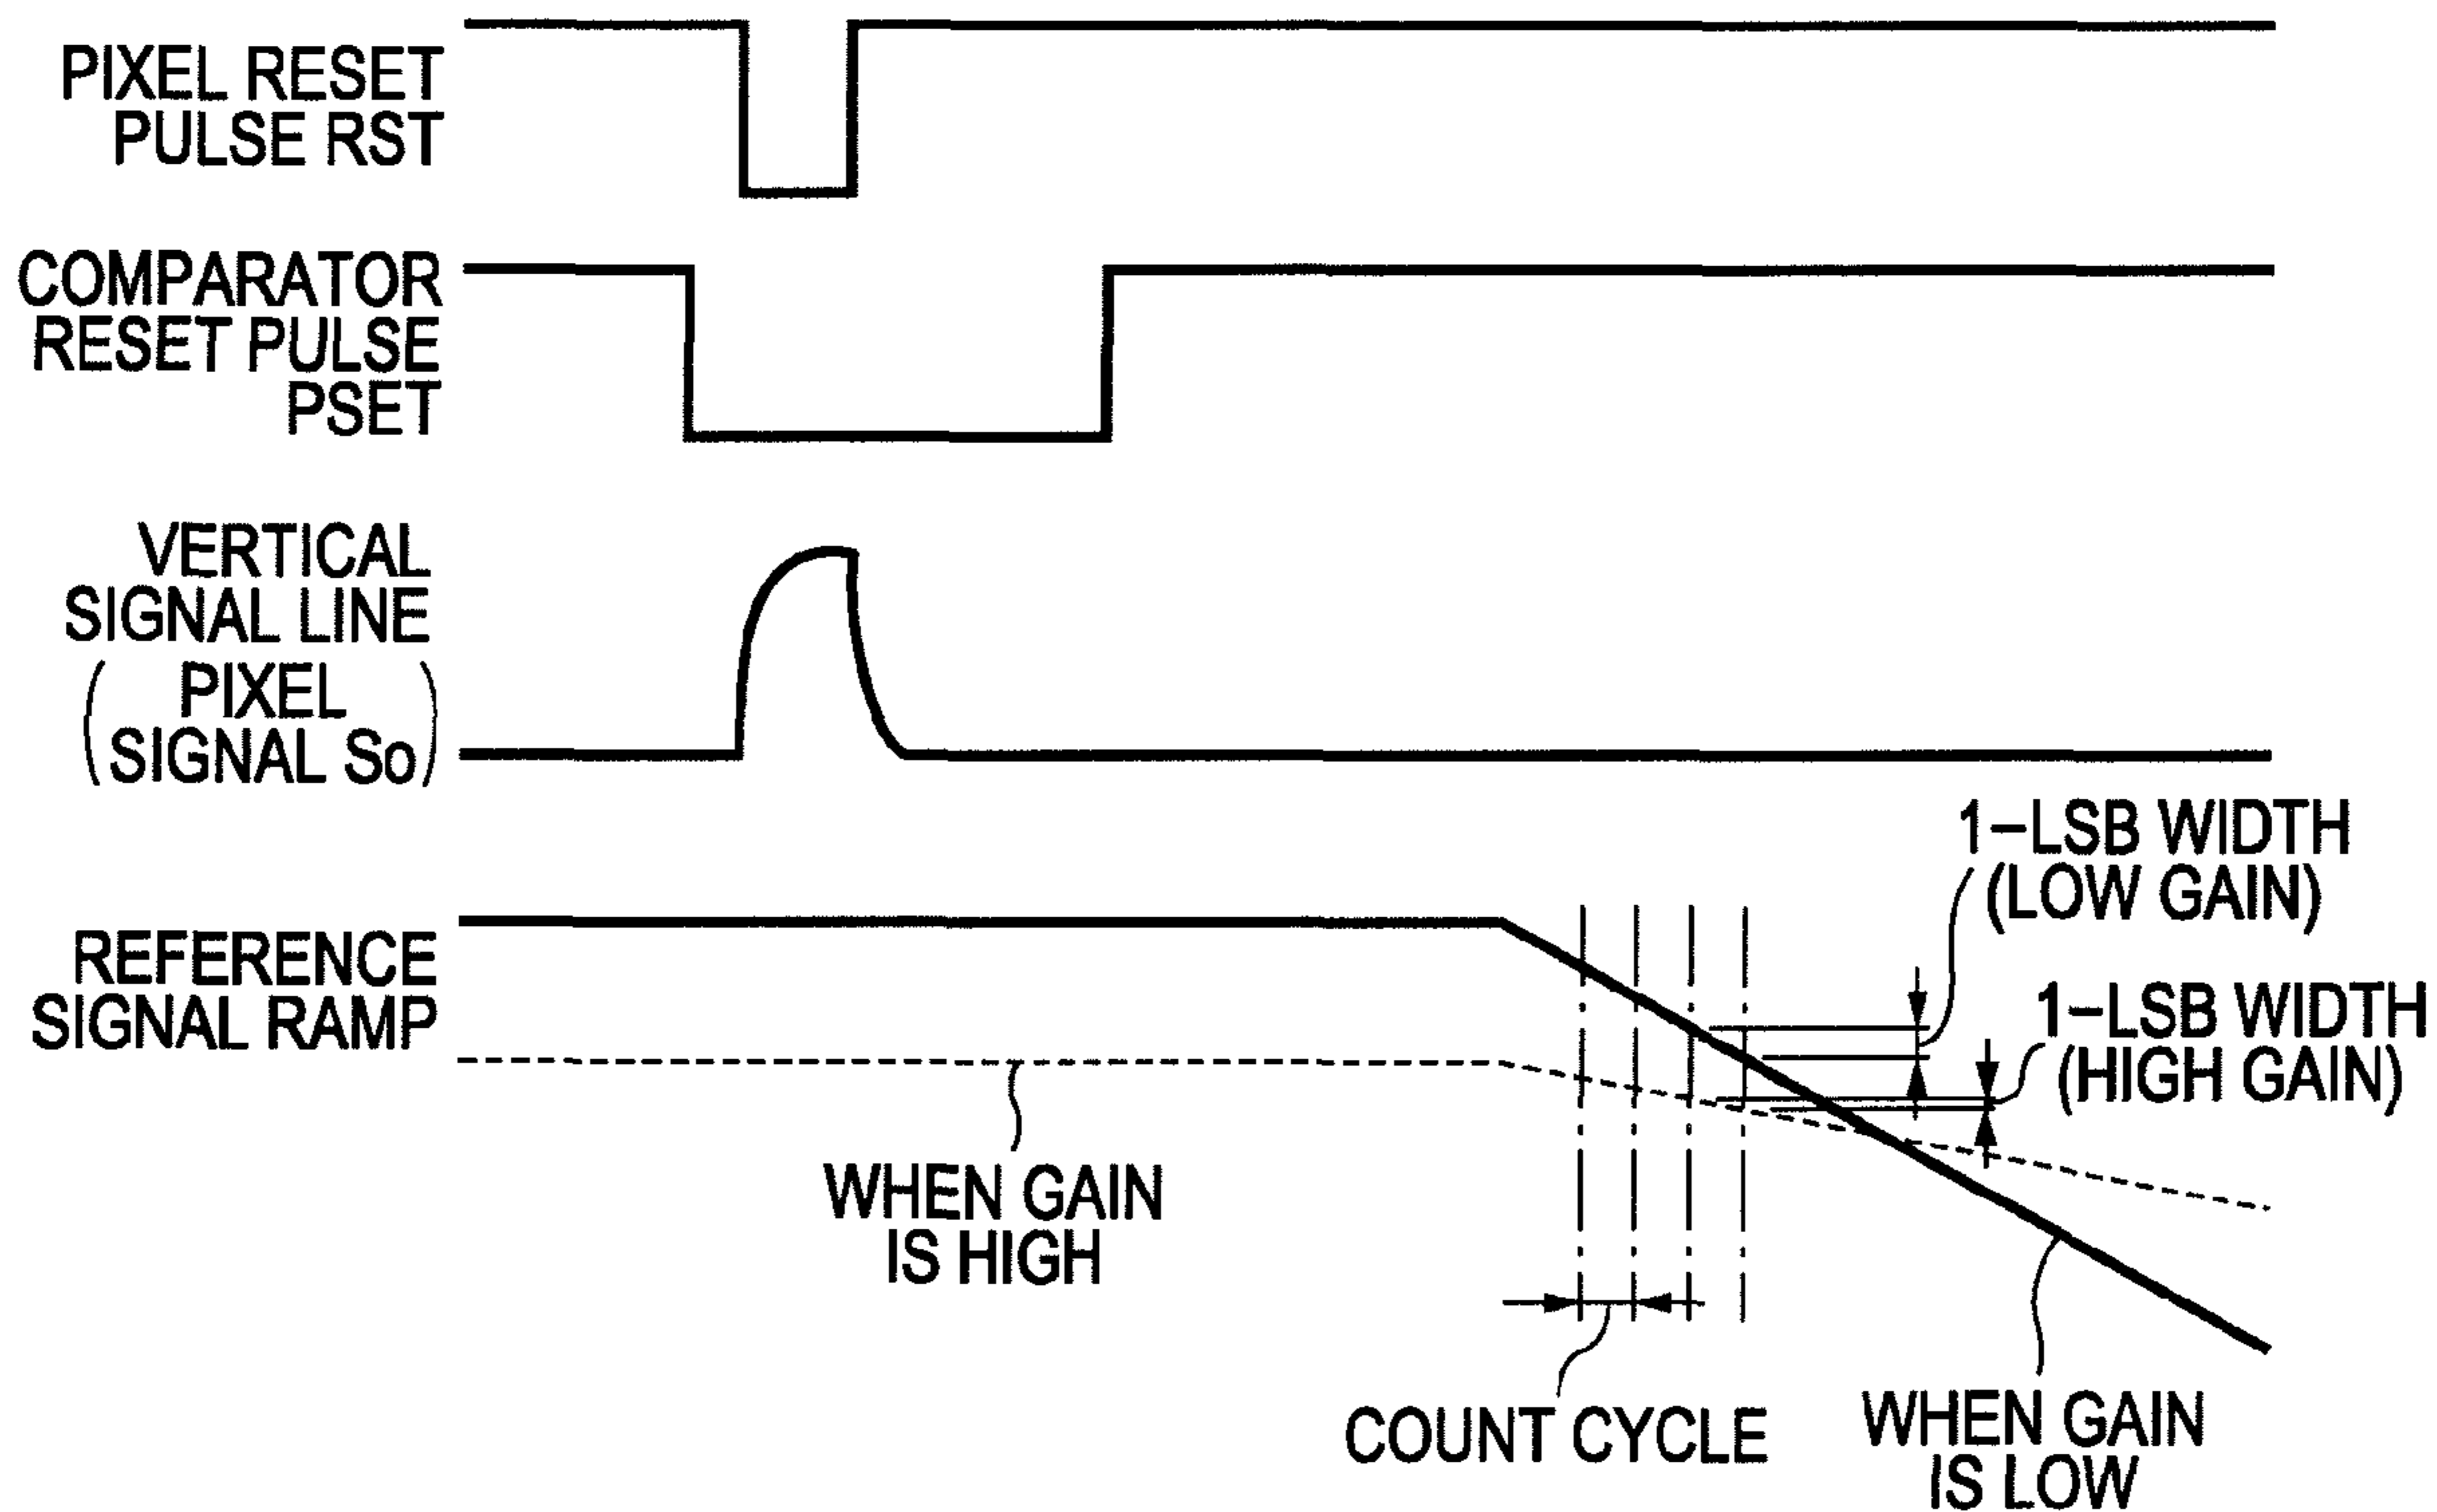 PIXEL RESET
PULSE RST
COMPARATOR
RESET PULSE
PSET
VERTICAL
SIGNAL LINE
(PIXEL
SIGNAL So)
1-LSB WIDTH
(LOW GAIN)
REFERENCE
SIGNAL RAMP
1-LSB WIDTH
(HIGH GAIN)
WHEN GAIN
IS HIGH
COUNT CYCLE
WHEN GAIN
IS LOW